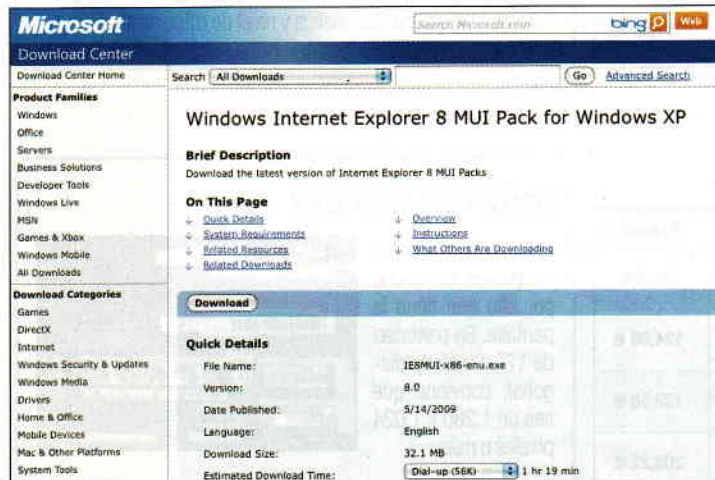 Microsoft
Search Microsoft.com
bing
Web
Download Center
Download Center Home
Search
All Downloads
Go
Advanced Search
Product Families
Windows
Office
Servers
Business Solutions
Developer Tools
Windows Live
MSN
Games & Xbox
Windows Mobile
All Downloads
Download Categories
Games
DirectX
Internet
Windows Security & Updates
Windows Media
Drivers
Home & Office
Mobile Devices
Mac & Other Platforms
System Tools
Windows Internet Explorer 8 MUI Pack for Windows XP
Brief Description
Download the latest version of Internet Explorer 8 MUI Packs
On This Page
Quick Details
System Requirements
Related Resources
Related Downloads
Overview
Instructions
What Others Are Downloading
Download
Quick Details
File Name: IE8MUI-x86-enu.exe
Version: 8.0
Date Published: 5/14/2009
Language: English
Download Size: 32.1 MB
Estimated Download Time: Dial-up (56K) 1 hr 19 min